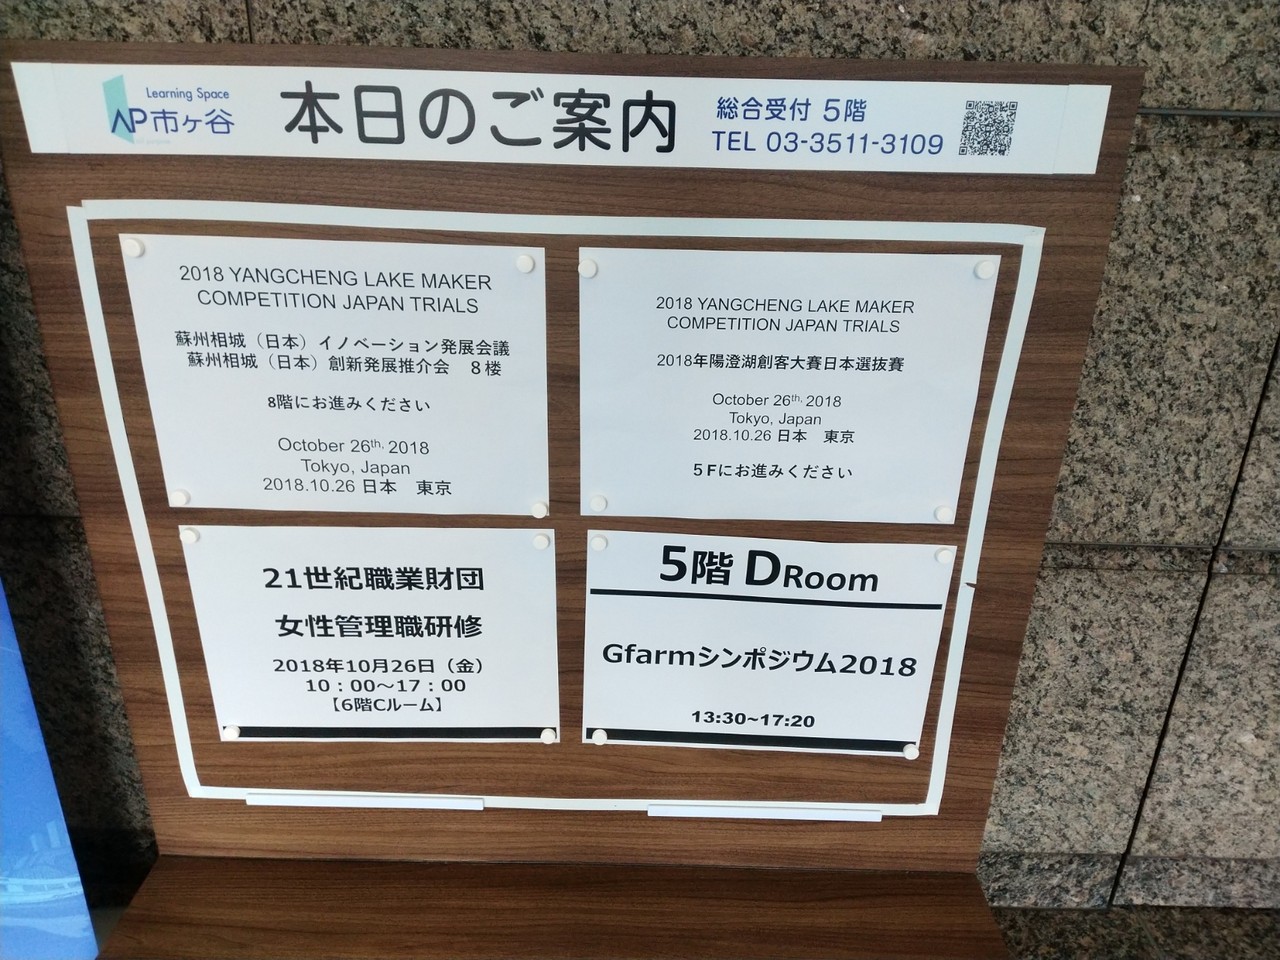 Learning Space
AP市ヶ谷
本日のご案内
総合受付 5階
TEL 03-3511-3109
2018 YANGCHENG LAKE MAKER
COMPETITION JAPAN TRIALS
蘇州相城（日本）イノベーション発展会議
蘇州相城（日本）創新発展推介会　８楼
8階にお進みください
October 26th, 2018
Tokyo, Japan
2018.10.26 日本　東京
2018 YANGCHENG LAKE MAKER
COMPETITION JAPAN TRIALS
2018年陽澄湖創客大賽日本選抜賽
October 26th, 2018
Tokyo, Japan
2018.10.26 日本　東京
５Fにお進みください
21世紀職業財団
女性管理職研修
2018年10月26日（金）
10：00～17：00
【6階Cルーム】
5階 DROOM
Gfarmシンポジウム2018
13:30~17:20